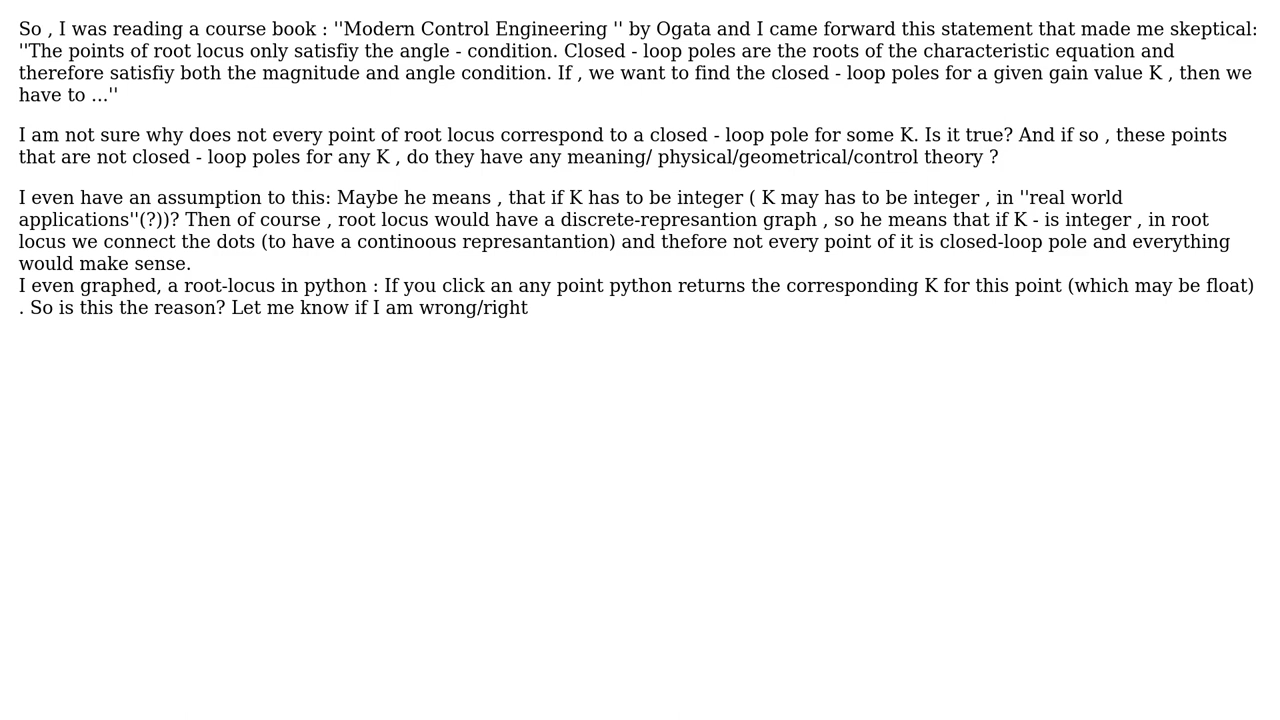 So , I was reading a course book : ''Modern Control Engineering '' by Ogata and I came forward this statement that made me skeptical:
''The points of root locus only satisfiy the angle - condition. Closed - loop poles are the roots of the characteristic equation and
therefore satisfiy both the magnitude and angle condition. If , we want to find the closed - loop poles for a given gain value K , then we
have to ...''
I am not sure why does not every point of root locus correspond to a closed - loop pole for some K. Is it true? And if so , these points
that are not closed - loop poles for any K , do they have any meaning/ physical/geometrical/control theory ?
I even have an assumption to this: Maybe he means , that if K has to be integer ( K may has to be integer , in ''real world
applications''(?))? Then of course , root locus would have a discrete-represantion graph , so he means that if K - is integer , in root
locus we connect the dots (to have a continoous represantantion) and thefore not every point of it is closed-loop pole and everything
would make sense.
I even graphed, a root-locus in python : If you click an any point python returns the corresponding K for this point (which may be float)
. So is this the reason? Let me know if I am wrong/right